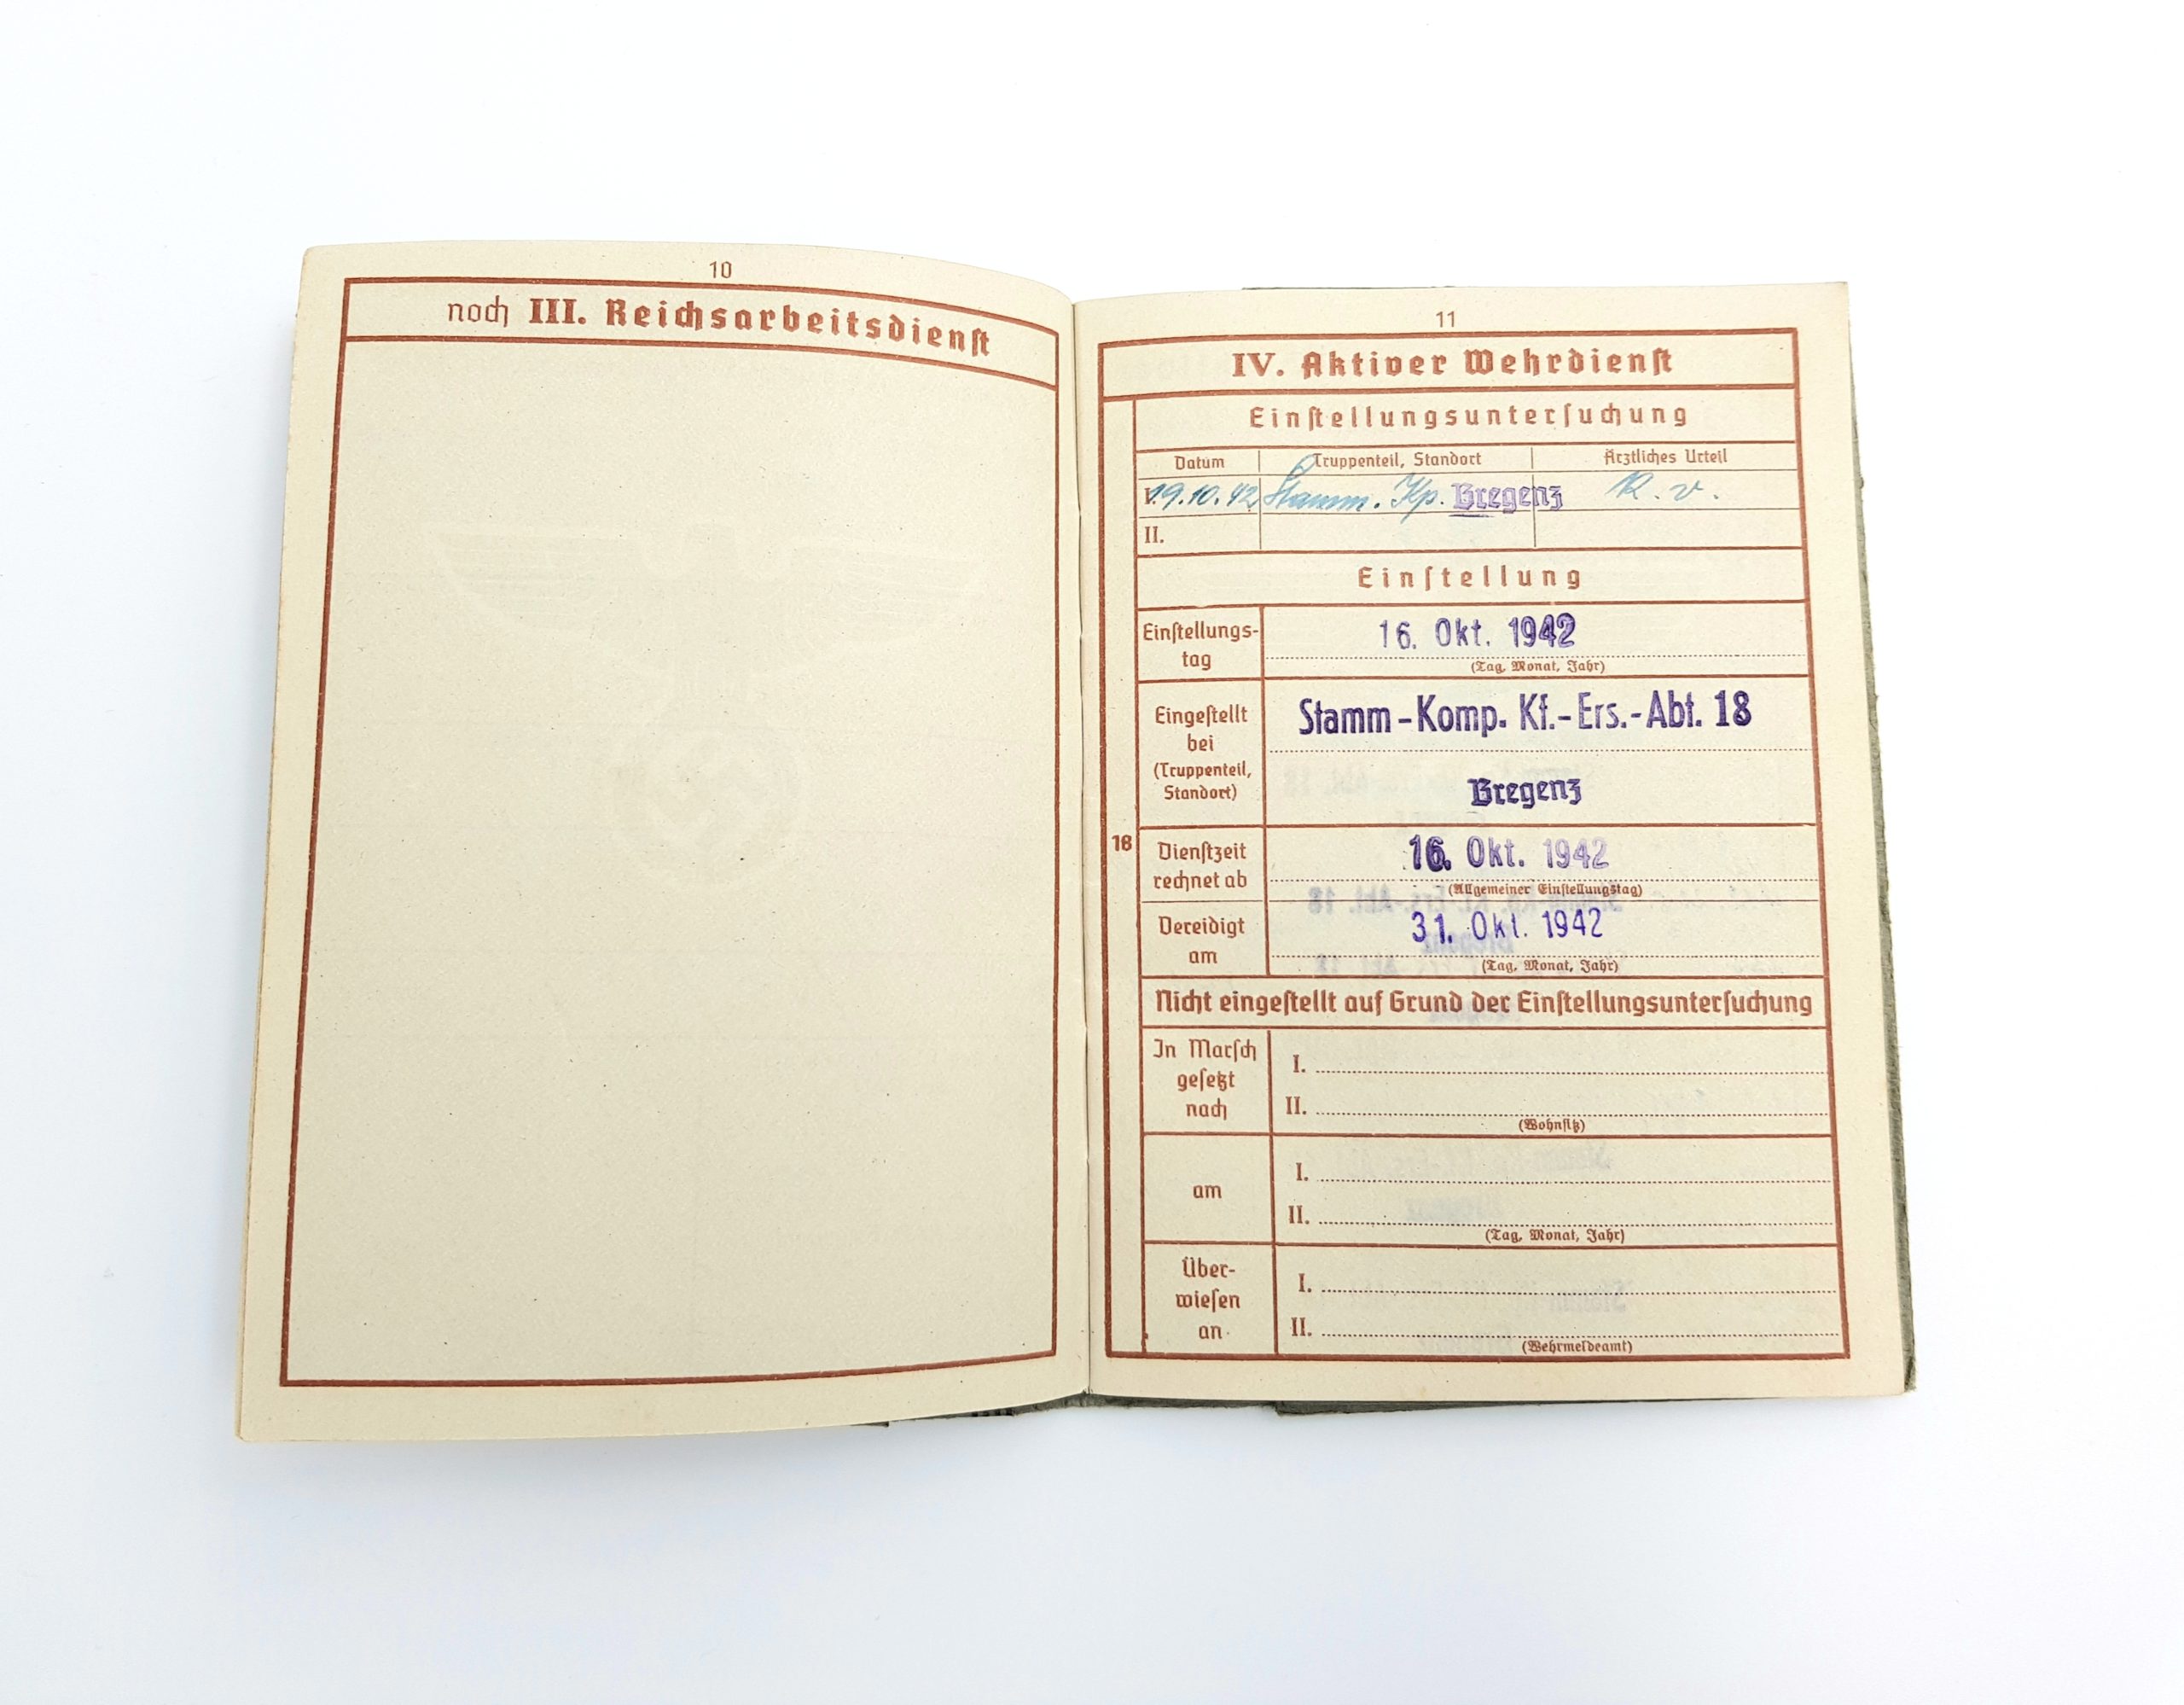 10
noch III. Reichsarbeitsdienst
11
IV. Aktiver Wehrdienst
Einstellungsuntersuchung
Datum Truppenteil, Standort Ärztliches Urteil
I. 19.10.42 Stamm. Kp. Bregenz K. v.
II.
Einstellung
Einstellungs-
tag
16. Okt. 1942
(Tag, Monat, Jahr)
Eingestellt
bei
(Truppenteil,
Standort)
Stamm-Komp. Kf.-Ers.-Abt. 18
Bregenz
18
Dienstzeit
rechnet ab
16. Okt. 1942
(Allgemeiner Einstellungstag)
Vereidigt
am
31. Okt. 1942
(Tag, Monat, Jahr)
Nicht eingestellt auf Grund der Einstellungsuntersuchung
In Marsch
gesetzt
nach
I.
II.
(Wohnsitz)
am
I.
II.
(Tag, Monat, Jahr)
Über-
wiesen
an
I.
II.
(Wehrmeldeamt)